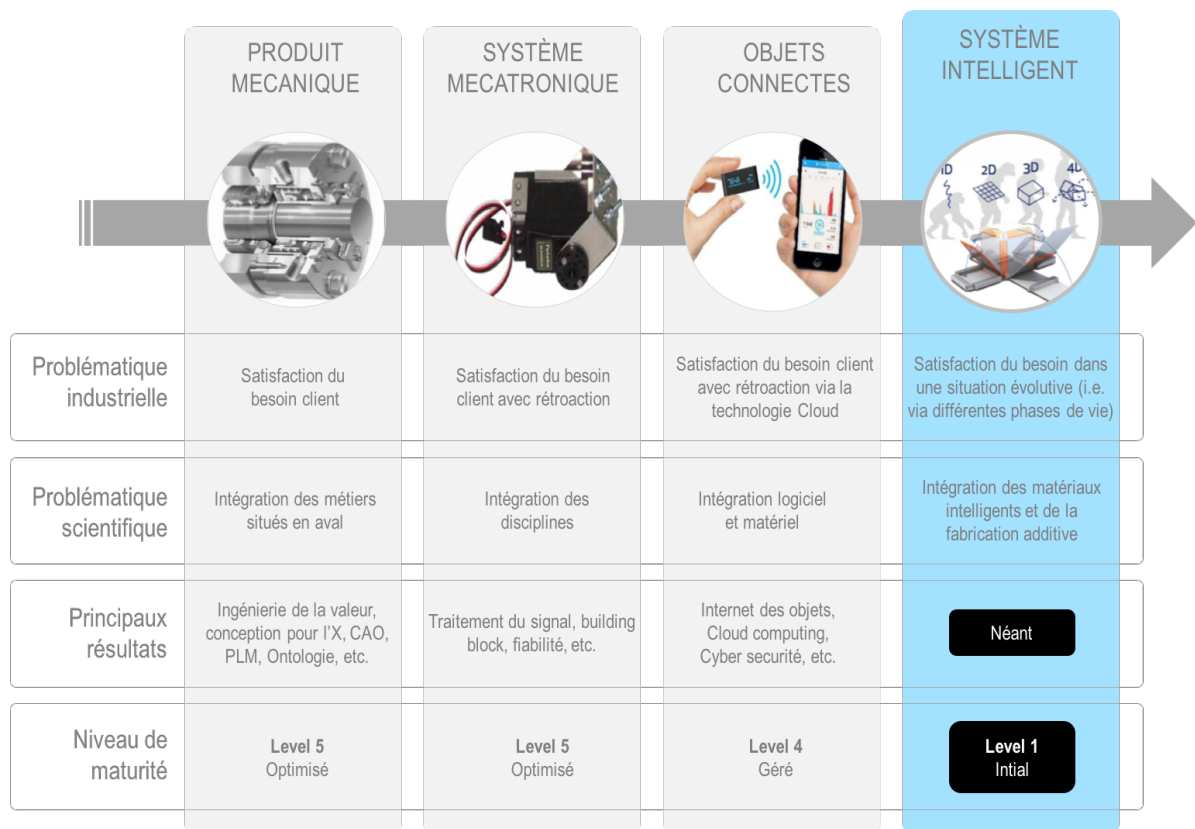 PRODUIT
MECANIQUE
SYSTÈME
MECATRONIQUE
OBJETS
CONNECTES
SYSTÈME
INTELLIGENT
1D
2D
3D
4D
Problématique
industrielle
Satisfaction du
besoin client
Satisfaction du besoin
client avec rétroaction
Satisfaction du besoin client
avec rétroaction via la
technologie Cloud
Satisfaction du besoin dans
une situation évolutive (i.e.
via différentes phases de vie)
Problématique
scientifique
Intégration des métiers
situés en aval
Intégration des
disciplines
Intégration logiciel
et matériel
Intégration des matériaux
intelligents et de la
fabrication additive
Principaux
résultats
Ingénierie de la valeur,
conception pour l'X, CAO,
PLM, Ontologie, etc.
Traitement du signal, building
block, fiabilité, etc.
Internet des objets,
Cloud computing,
Cyber securité, etc.
Néant
Niveau de
maturité
Level 5
Optimisé
Level 5
Optimisé
Level 4
Géré
Level 1
Intial